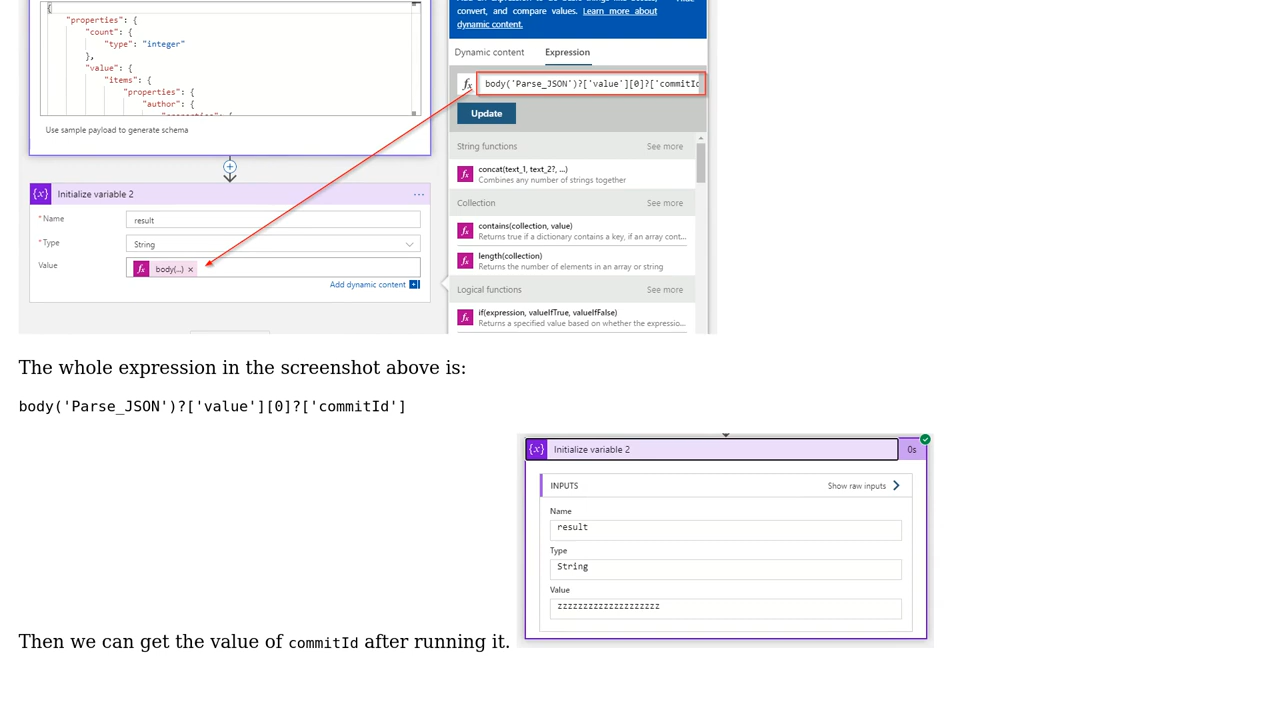 {
"properties": {
"count": {
"type": "integer"
},
"value": {
"items": {
"properties": {
"author": {
Use sample payload to generate schema
convert, and compare values. Learn more about
dynamic content.
Dynamic content Expression
fx body('Parse_JSON')?['value'][0]?['commitId
Update
String functions See more
fx concat(text_1, text_2?, ...)
Combines any number of strings together
Collection See more
fx contains(collection, value)
Returns true if a dictionary contains a key, if an array cont...
fx length(collection)
Returns the number of elements in an array or string
Logical functions See more
fx if(expression, valueIfTrue, valueIfFalse)
Returns a specified value based on whether the expressio...
{x} Initialize variable 2 ...
*Name result
*Type String
Value fx body(...) ×
Add dynamic content
The whole expression in the screenshot above is:
body('Parse_JSON')?['value'][0]?['commitId']
{x} Initialize variable 2 0s
INPUTS Show raw inputs
Name
result
Type
String
Value
zzzzzzzzzzzzzzzzzzzz
Then we can get the value of commitId after running it.